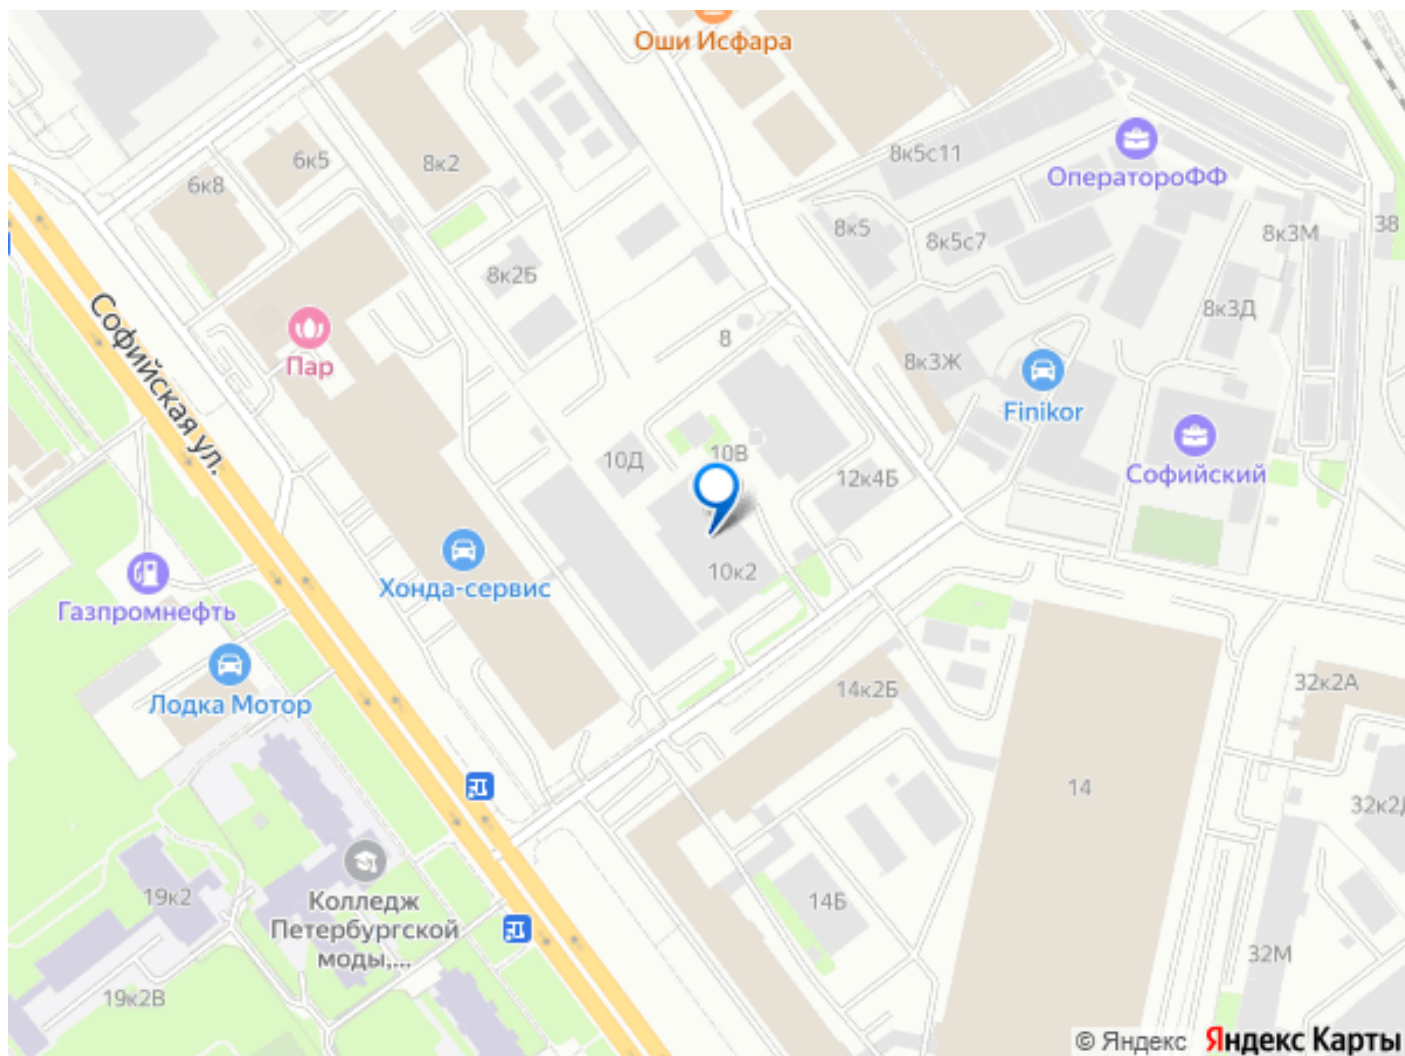 Оши Исфара
6к5
8к2
8к5с11
ОператороФФ
6к8
8к5
8к5с7
8к3М
38
8к2Б
8к3Д
Софийская ул.
Пар
8
8к3Ж
Finikor
10Д
10В
12к4Б
Софийский
Хонда-сервис
10к2
Газпромнефть
Лодка Мотор
14к2Б
32к2А
14
32к2Д
19к2
Колледж
Петербургской
моды,...
14Б
32М
19к2В
© Яндекс Яндекс Карты